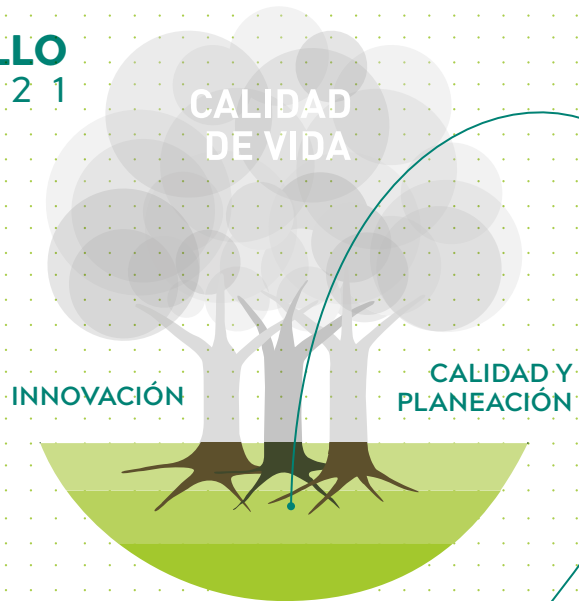 LLO
2 1
CALIDAD
DE VIDA
INNOVACIÓN
CALIDAD Y
PLANEACIÓN